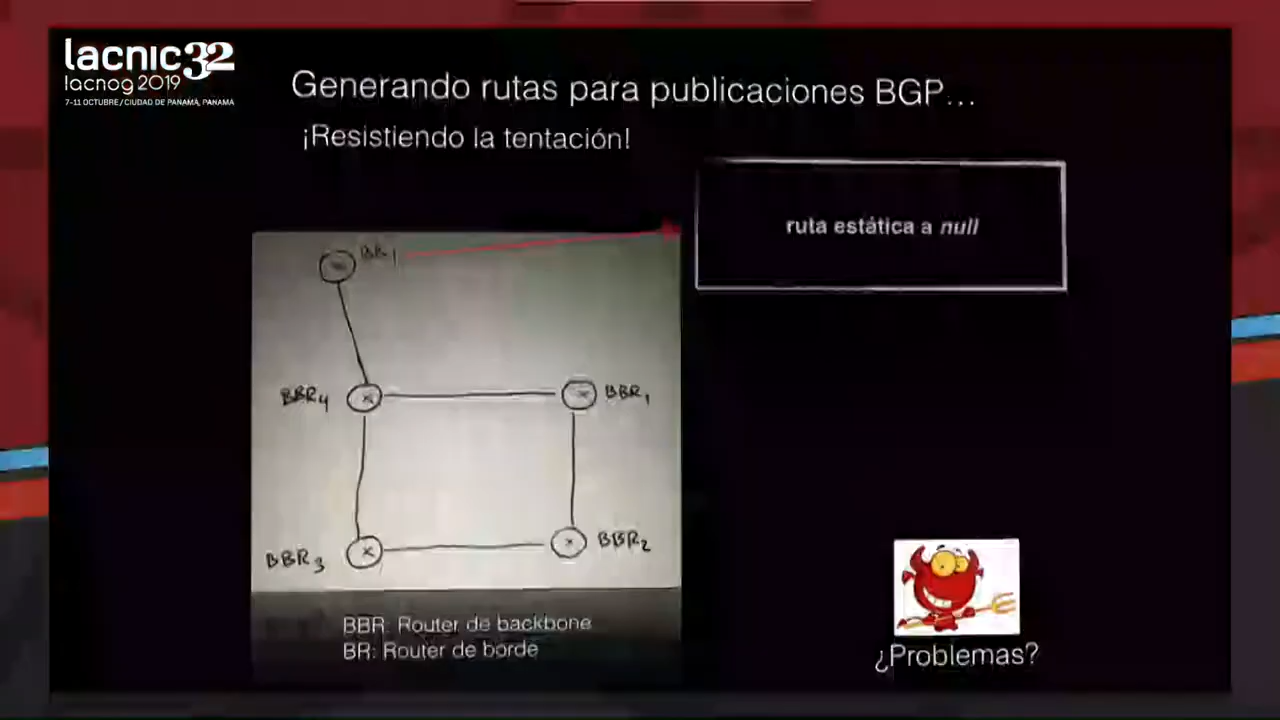 lacnic32
lacnog 2019
7-11 OCTUBRE / CIUDAD DE PANAMÁ, PANAMÁ
Generando rutas para publicaciones BGP...
¡Resistiendo la tentación!
ruta estática a null
BR1
BBR4
BBR1
BBR3
BBR2
BBR: Router de backbone
BR: Router de borde
¿Problemas?